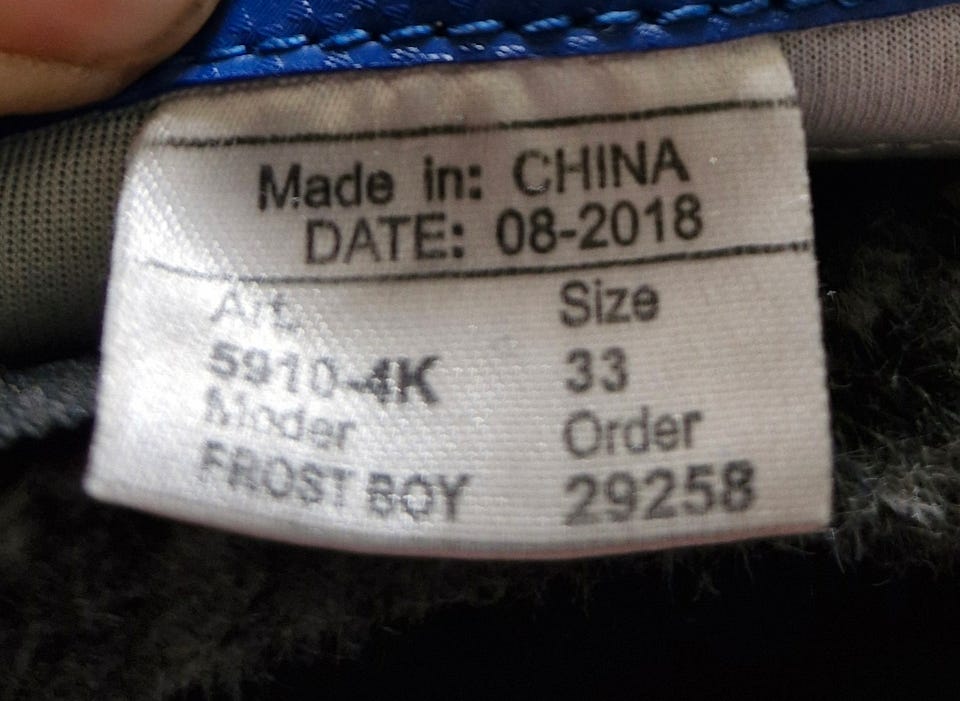 Made in: CHINA
DATE: 08-2018
Art. Size
5910-4K 33
Moder Order
FROST BOY 29258